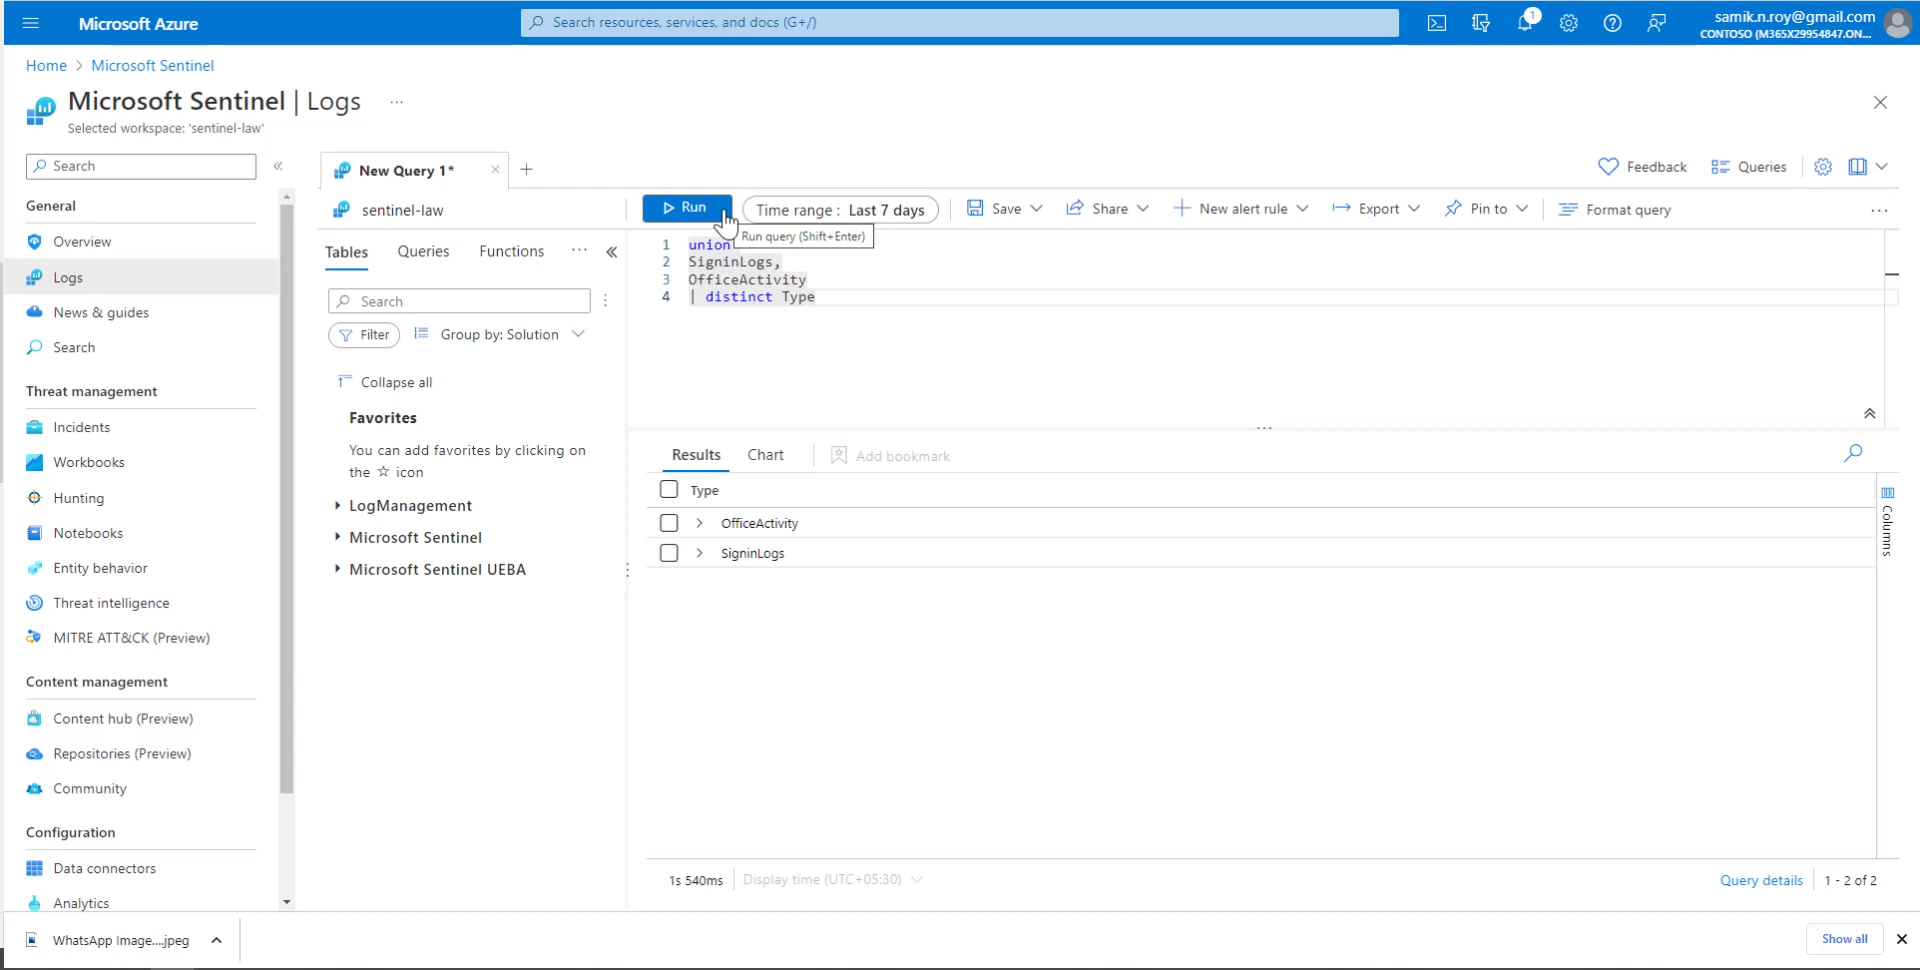 Microsoft Azure
Search resources, services, and docs (G+/)
1
samik.n.roy@gmail.com
CONTOSO (M365X29954847.ON...
Home > Microsoft Sentinel
Microsoft Sentinel | Logs ...
Selected workspace: 'sentinel-law'
Search
«
General
Overview
Logs
News & guides
Search
Threat management
Incidents
Workbooks
Hunting
Notebooks
Entity behavior
Threat intelligence
MITRE ATT&CK (Preview)
Content management
Content hub (Preview)
Repositories (Preview)
Community
Configuration
Data connectors
Analytics
New Query 1*
Feedback
Queries
sentinel-law
Run
Time range : Last 7 days
Save
Share
New alert rule
Export
Pin to
Format query
...
Run query (Shift+Enter)
Tables
Queries
Functions
...
«
Search
Filter
Group by: Solution
Collapse all
Favorites
You can add favorites by clicking on
the ☆ icon
LogManagement
Microsoft Sentinel
Microsoft Sentinel UEBA
1 union
2 SigninLogs,
3 OfficeActivity
4 | distinct Type
Results
Chart
Add bookmark
Type
OfficeActivity
SigninLogs
Columns
1s 540ms
Display time (UTC+05:30)
Query details
1 - 2 of 2
WhatsApp Image....jpeg
Show all